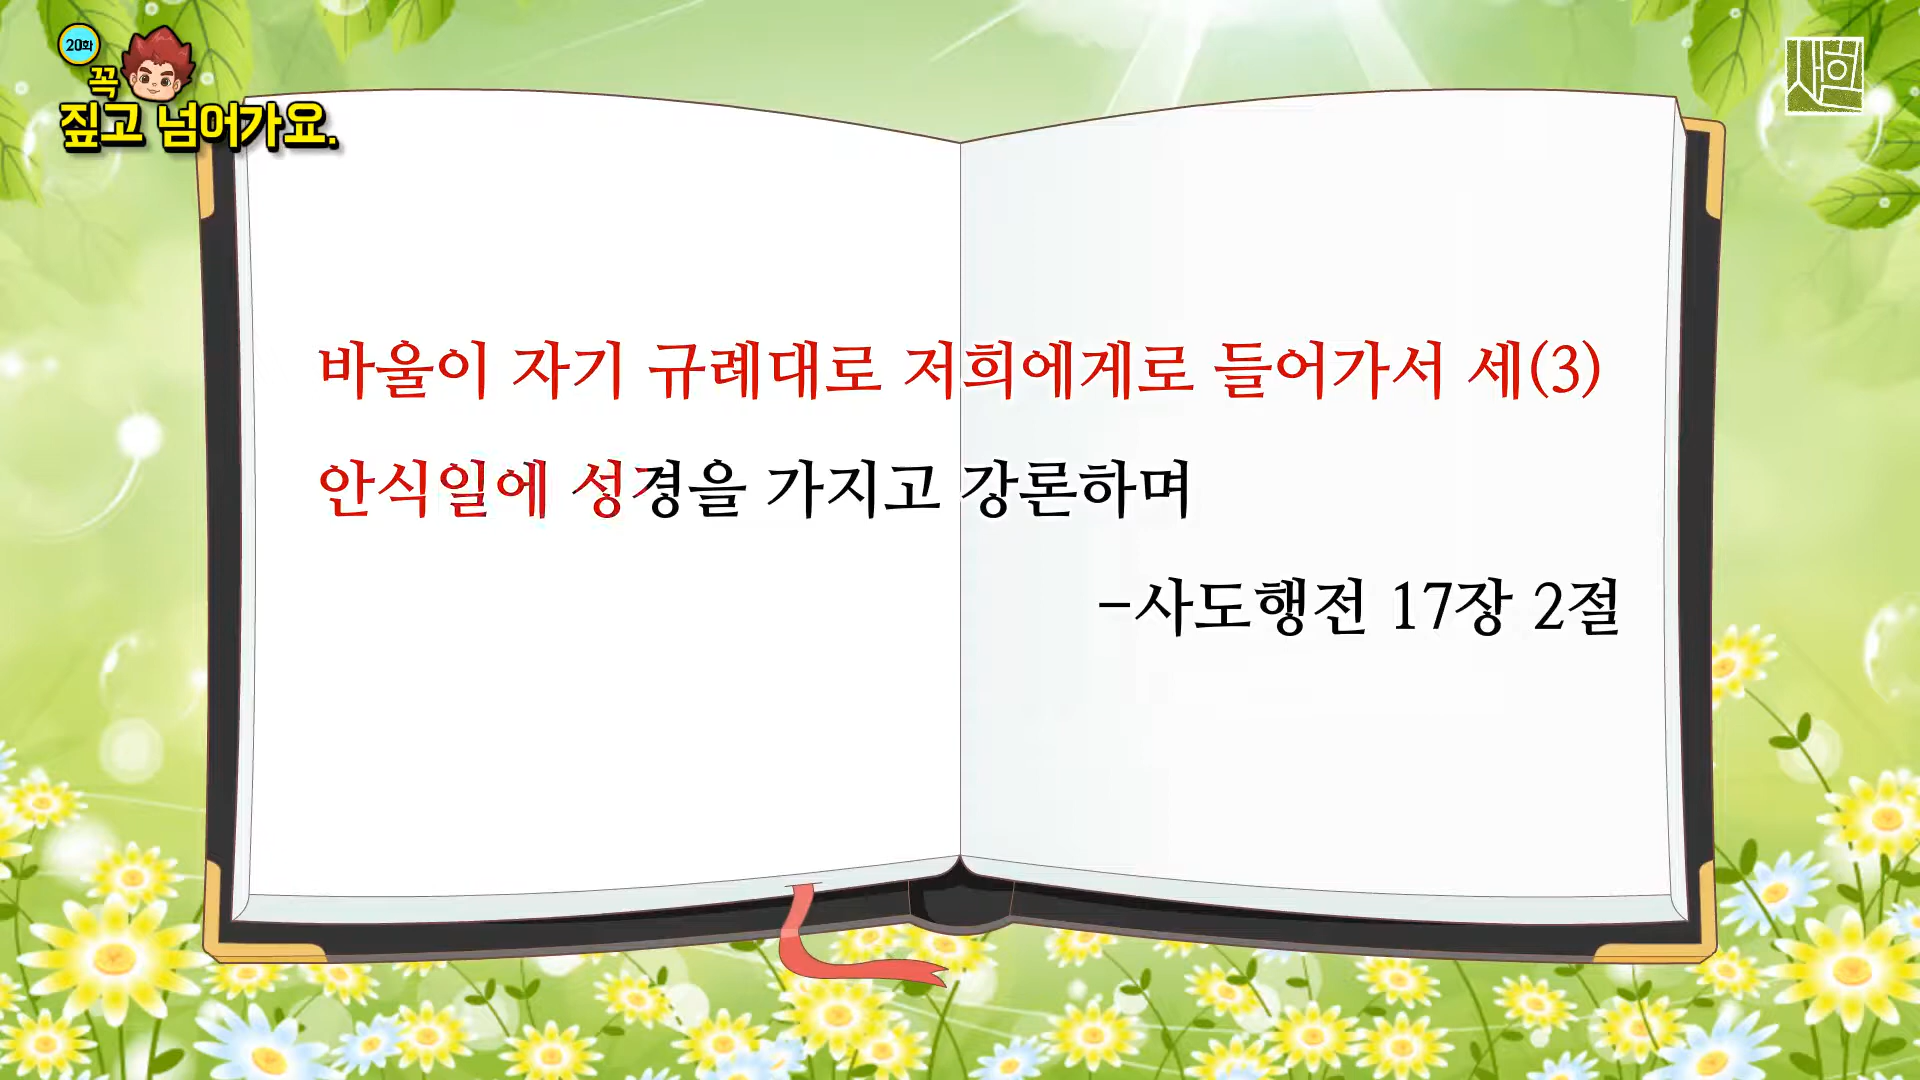 20화
꼭
짚고 넘어가요.
새힘
바울이 자기 규례대로 저희에게로 들어가서 세(3)
안식일에 성경을 가지고 강론하며
-사도행전 17장 2절